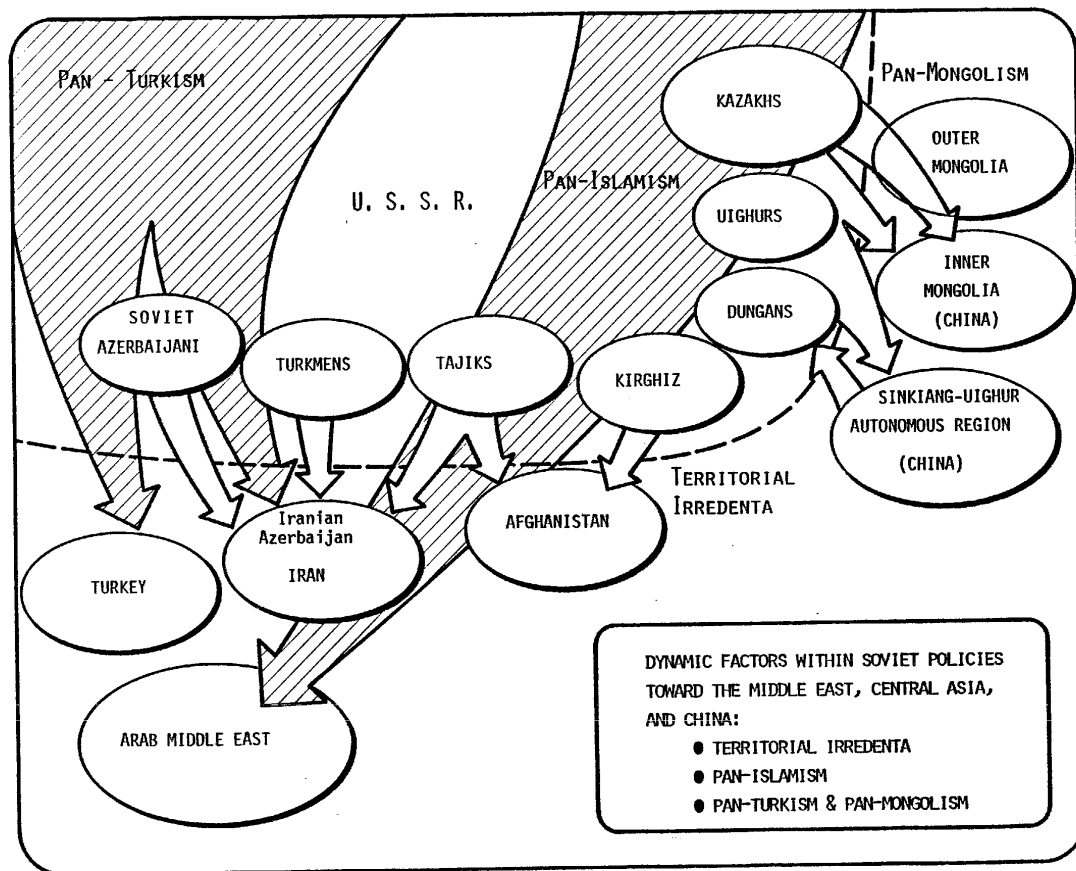 PAN - TURKISM
PAN-MONGOLISM
KAZAKHS
OUTER
MONGOLIA
PAN-ISLAMISM
U. S. S. R.
UIGHURS
INNER
MONGOLIA
(CHINA)
DUNGANS
SOVIET
AZERBAIJANI
TURKMENS
TAJIKS
KIRGHIZ
SINKIANG-UIGHUR
AUTONOMOUS REGION
(CHINA)
TERRITORIAL
IRREDENTA
Iranian
Azerbaijan
IRAN
AFGHANISTAN
TURKEY
ARAB MIDDLE EAST
DYNAMIC FACTORS WITHIN SOVIET POLICIES
TOWARD THE MIDDLE EAST, CENTRAL ASIA,
AND CHINA:
● TERRITORIAL IRREDENTA
● PAN-ISLAMISM
● PAN-TURKISM & PAN-MONGOLISM